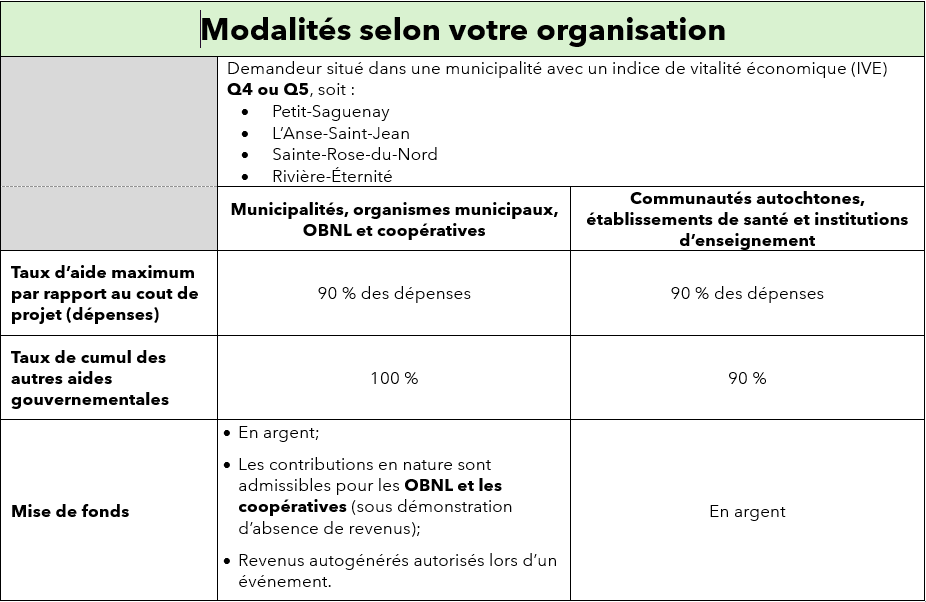 Modalités selon votre organisation
Demandeur situé dans une municipalité avec un indice de vitalité économique (IVE)
Q4 ou Q5, soit :
• Petit-Saguenay
• L’Anse-Saint-Jean
• Sainte-Rose-du-Nord
• Rivière-Éternité
Municipalités, organismes municipaux,
OBNL et coopératives
Communautés autochtones,
établissements de santé et institutions
d’enseignement
Taux d’aide maximum
par rapport au cout de
projet (dépenses)
90 % des dépenses
90 % des dépenses
Taux de cumul des
autres aides
gouvernementales
100 %
90 %
Mise de fonds
• En argent;
• Les contributions en nature sont
admissibles pour les OBNL et les
coopératives (sous démonstration
d’absence de revenus);
• Revenus autogénérés autorisés lors d’un
événement.
En argent